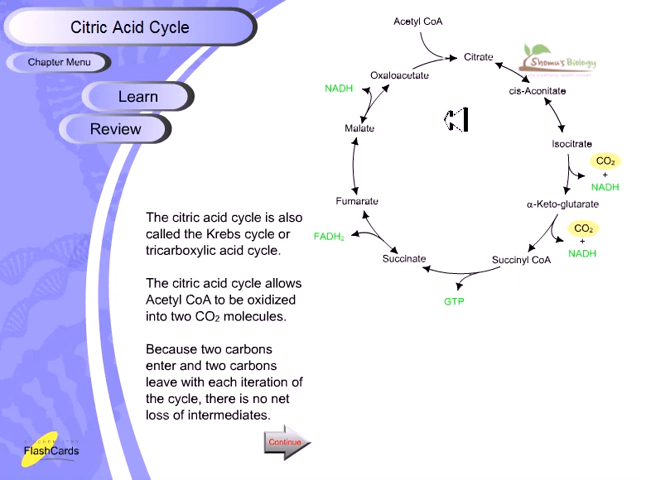 Citric Acid Cycle
Chapter Menu
Learn
Review
Acetyl CoA
Citrate
Shomu's Biology
Oxaloacetate
cis-Aconitate
NADH
Malate
Isocitrate
CO₂
+
NADH
Fumarate
α-Keto-glutarate
CO₂
+
NADH
FADH₂
Succinate
Succinyl CoA
GTP
The citric acid cycle is also
called the Krebs cycle or
tricarboxylic acid cycle.
The citric acid cycle allows
Acetyl CoA to be oxidized
into two CO₂ molecules.
Because two carbons
enter and two carbons
leave with each iteration of
the cycle, there is no net
loss of intermediates.
Continue
FlashCards